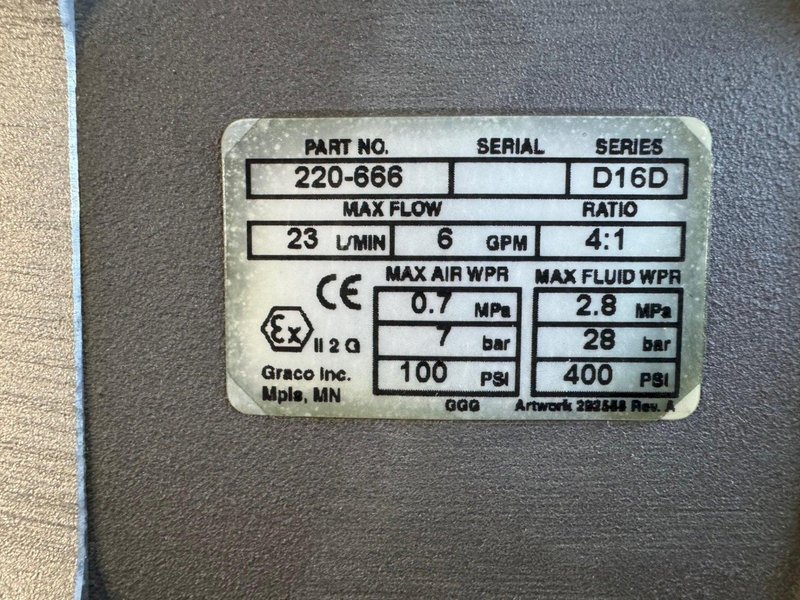 PART NO. SERIAL SERIES
220-666 D16D
MAX FLOW RATIO
23 L/MIN 6 GPM 4:1
MAX AIR WPR MAX FLUID WPR
CE 0.7 MPa 2.8 MPa
Ex II 2 G 7 bar 28 bar
Graco Inc. 100 PSI 400 PSI
Mpls, MN
GGG Artwork Rev. A